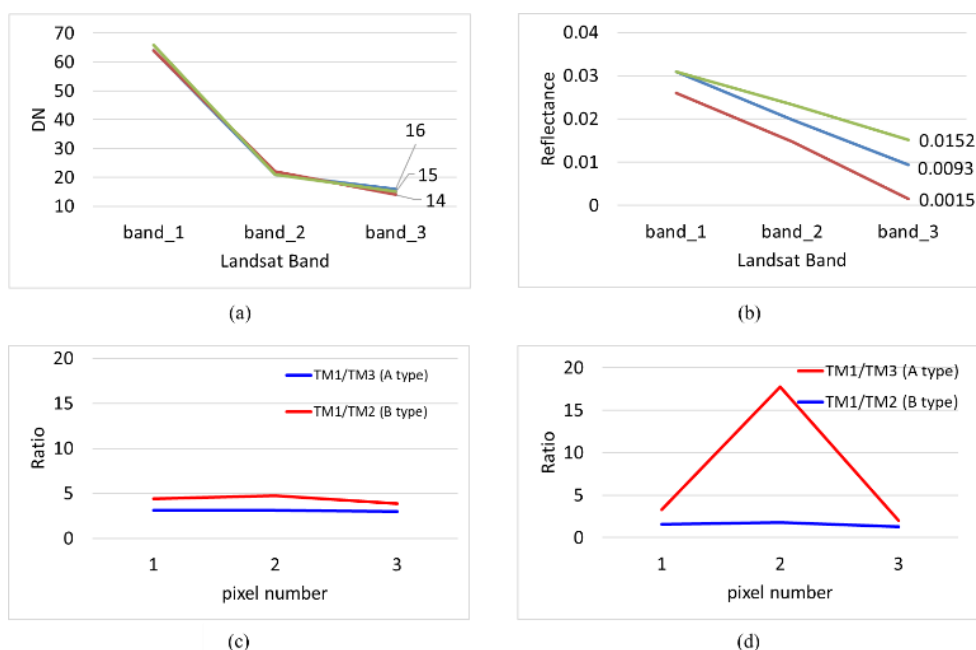 70
60
50
40
30
20
10
DN
16
15
14
band_1 band_2 band_3
Landsat Band
(a)
0.04
0.03
0.02
0.01
0
Reflectance
0.0152
0.0093
0.0015
band_1 band_2 band_3
Landsat Band
(b)
20
15
10
5
0
Ratio
TM1/TM3 (A type)
TM1/TM2 (B type)
1 2 3
pixel number
(c)
20
15
10
5
0
Ratio
TM1/TM3 (A type)
TM1/TM2 (B type)
1 2 3
pixel number
(d)